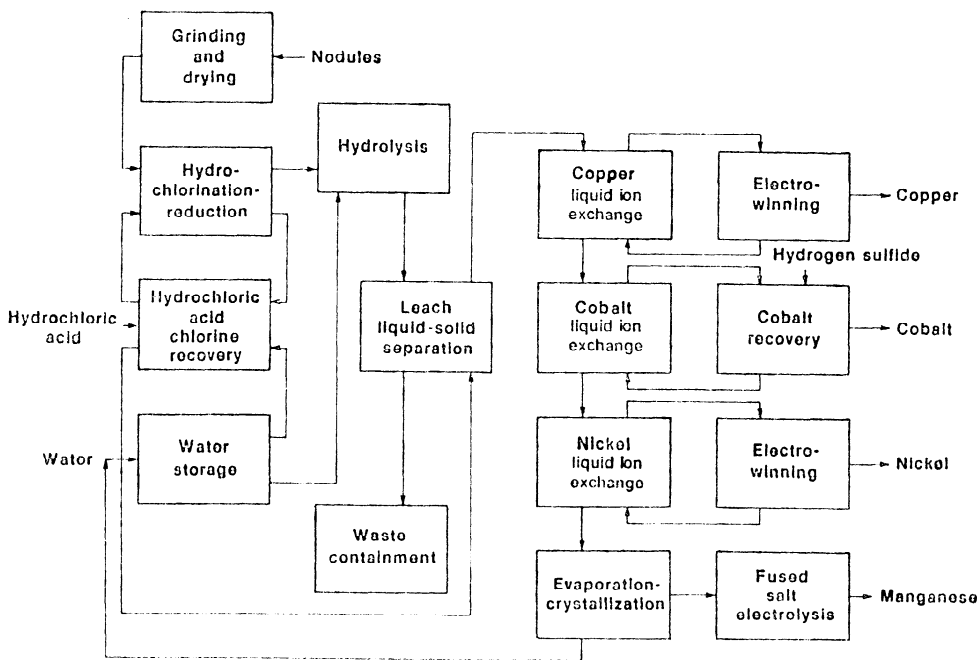 Grinding
and
drying
Nodules
Hydro-
chlorination-
reduction
Hydrolysis
Hydrochloric
acid
Hydrochloric
acid
chlorine
recovery
Leach
liquid-solid
separation
Water
Water
storage
Waste
containment
Copper
liquid ion
exchange
Electro-
winning
Copper
Hydrogen sulfide
Cobalt
liquid ion
exchange
Cobalt
recovery
Cobalt
Nickel
liquid ion
exchange
Electro-
winning
Nickel
Evaporation-
crystallization
Fused
salt
electrolysis
Manganese